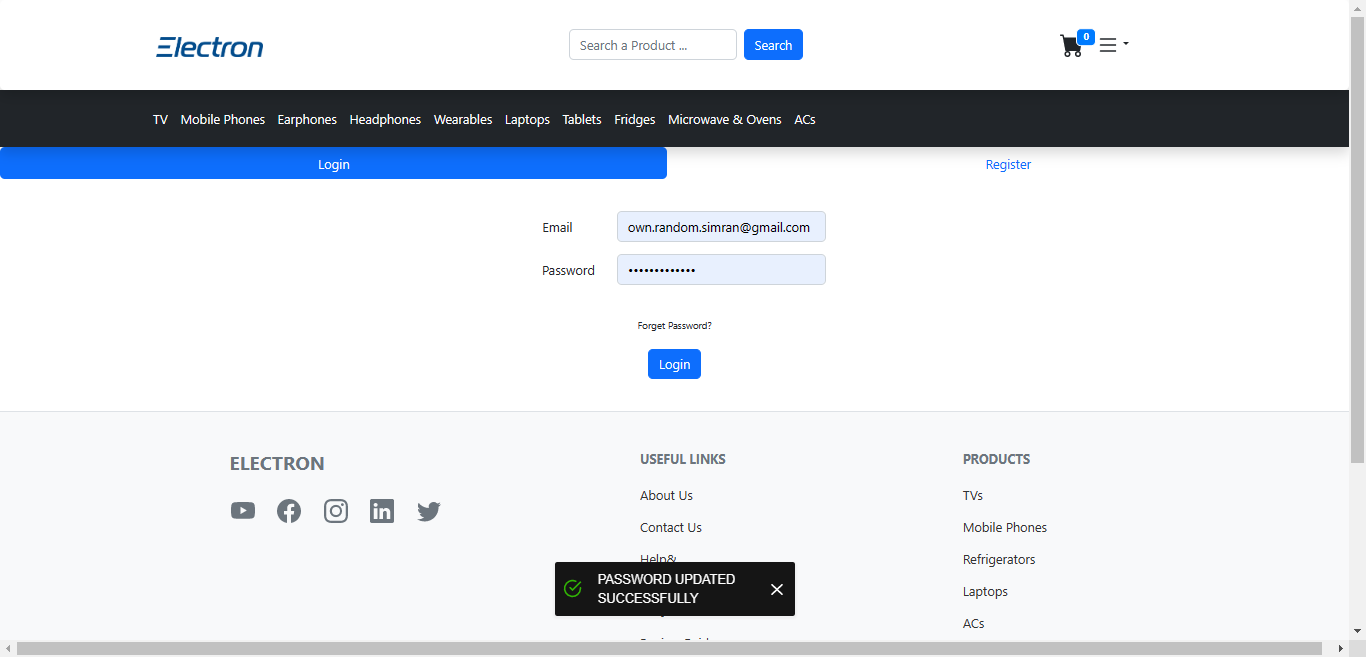 Electron
Search a Product ...
Search
0
TV Mobile Phones Earphones Headphones Wearables Laptops Tablets Fridges Microwave & Ovens ACs
Login Register
Email own.random.simran@gmail.com
Password •••••••••••••
Forget Password?
Login
ELECTRON
USEFUL LINKS
About Us
Contact Us
Help&
PRODUCTS
TVs
Mobile Phones
Refrigerators
Laptops
ACs
PASSWORD UPDATED
SUCCESSFULLY